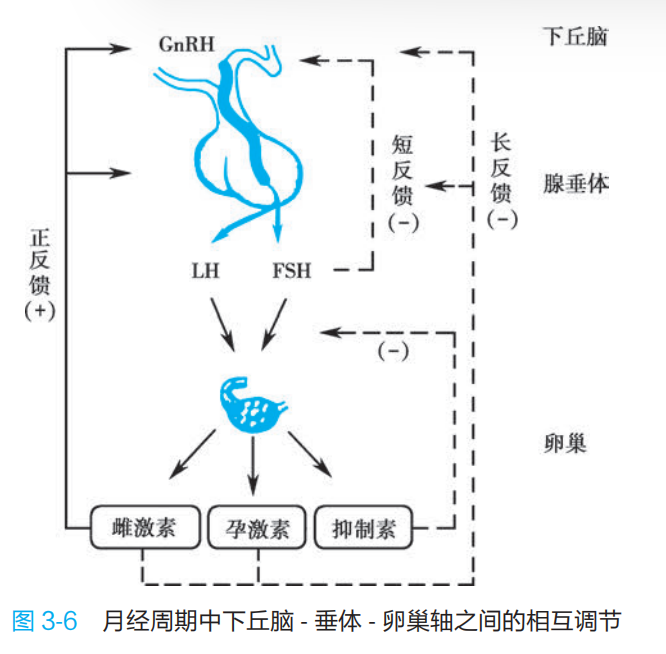 GnRH
下丘脑
短反馈(-)
长反馈(-)
腺垂体
正反馈(+)
LH
FSH
(-)
卵巢
雌激素
孕激素
抑制素
图 3-6 月经周期中下丘脑 - 垂体 - 卵巢轴之间的相互调节